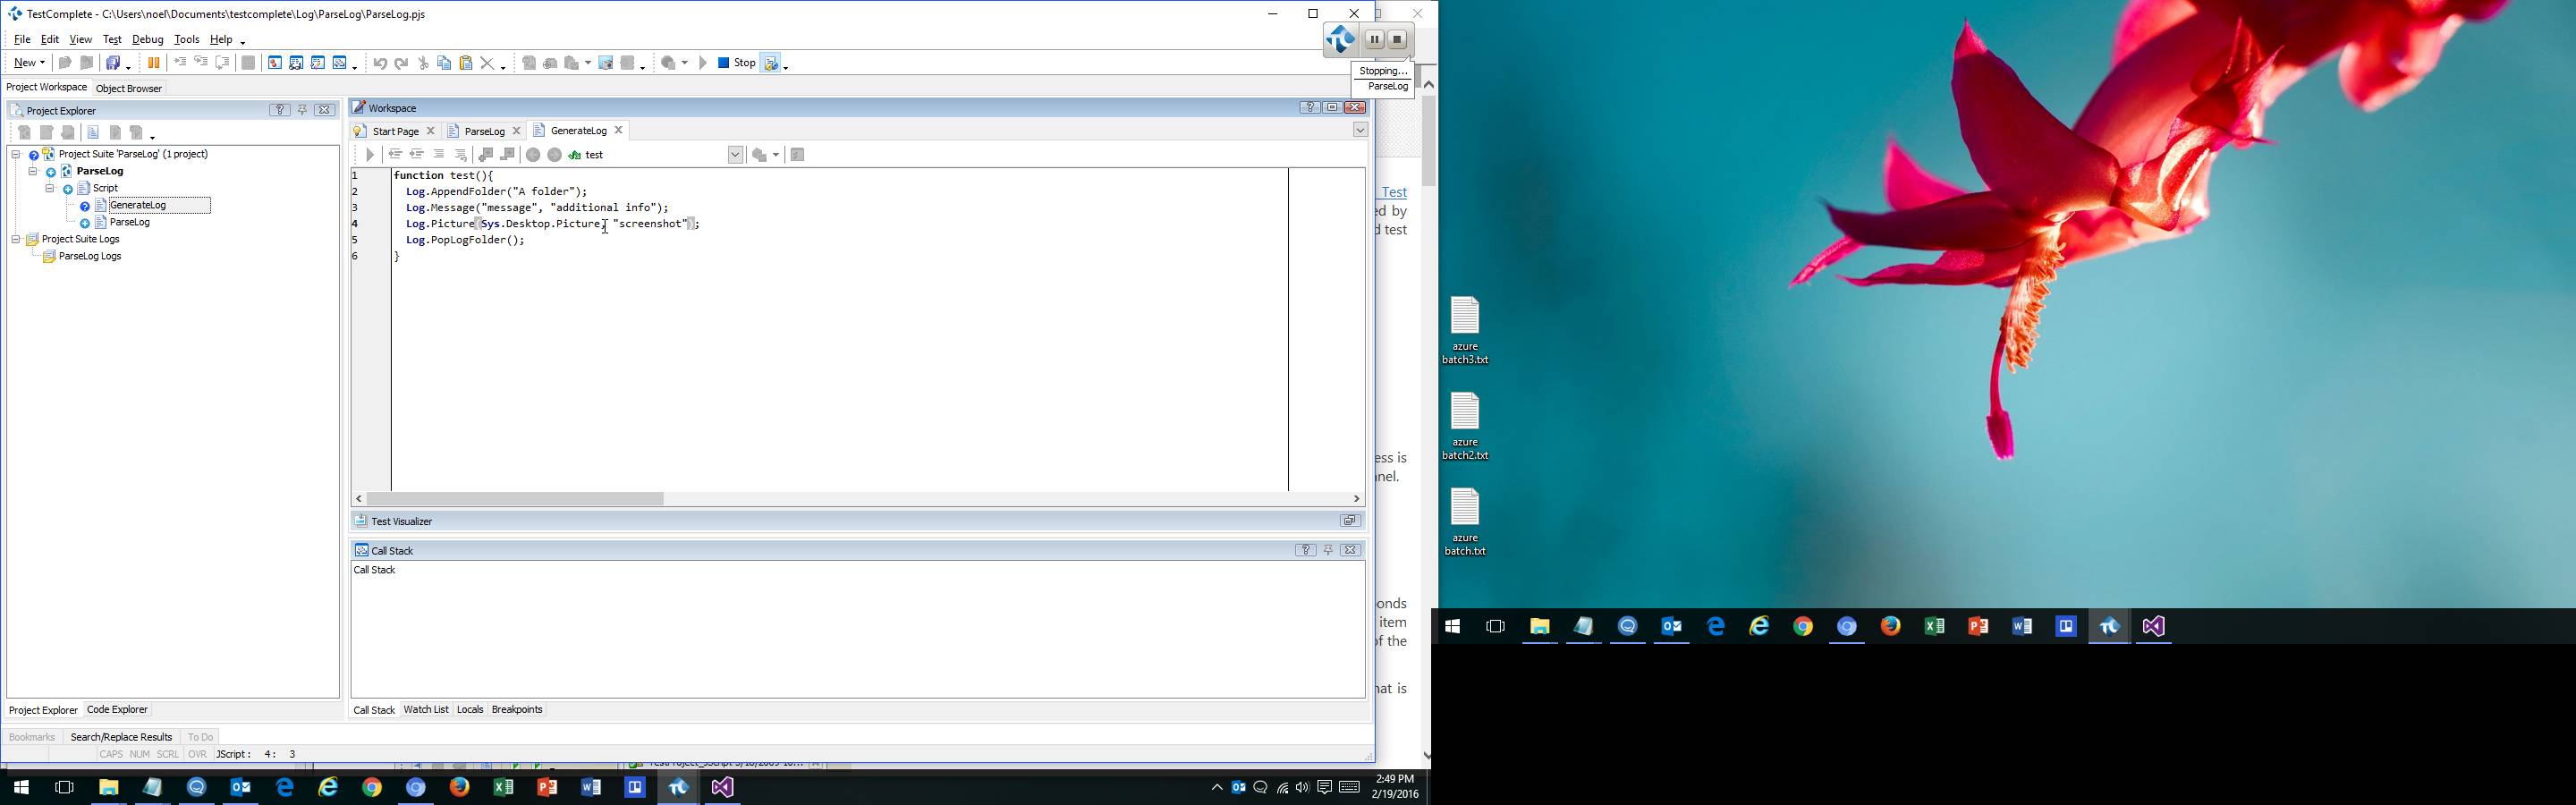 TestComplete - C:\Users\noel\Documents\testcomplete\Log\ParseLog\ParseLog.pjs
File Edit View Test Debug Tools Help
New
Stop
Stopping...
ParseLog
Project Workspace Object Browser
Project Explorer
Project Suite 'ParseLog' (1 project)
ParseLog
Script
GenerateLog
ParseLog
Project Suite Logs
ParseLog Logs
Project Explorer Code Explorer
Workspace
Start Page ParseLog GenerateLog
test
1 function test(){
2 Log.AppendFolder("A folder");
3 Log.Message("message", "additional info");
4 Log.Picture(Sys.Desktop.Picture, "screenshot");
5 Log.PopLogFolder();
6 }
Test Visualizer
Call Stack
Call Stack
Call Stack Watch List Locals Breakpoints
Bookmarks Search/Replace Results To Do
CAPS NUM SCRL OVR JScript : 4: 3
Test
ed by
d test
ess is
nnel.
onds
item
of the
hat is
2:49 PM
2/19/2016
azure
batch3.txt
azure
batch2.txt
azure
batch.txt